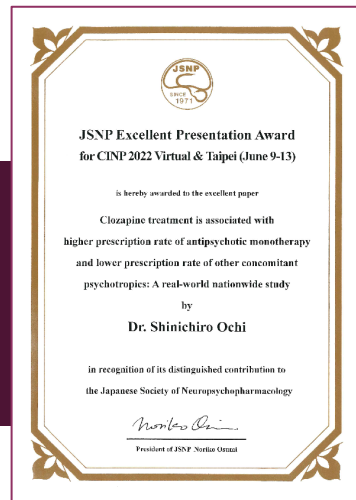 JSNP
SINCE
1971
JSNP Excellent Presentation Award
for CINP 2022 Virtual & Taipei (June 9-13)
is hereby awarded to the excellent paper
Clozapine treatment is associated with
higher prescription rate of antipsychotic monotherapy
and lower prescription rate of other concomitant
psychotropics: A real-world nationwide study
by
Dr. Shinichiro Ochi
in recognition of its distinguished contribution to
the Japanese Society of Neuropsychopharmacology
President of JSNP Noriko Osumi